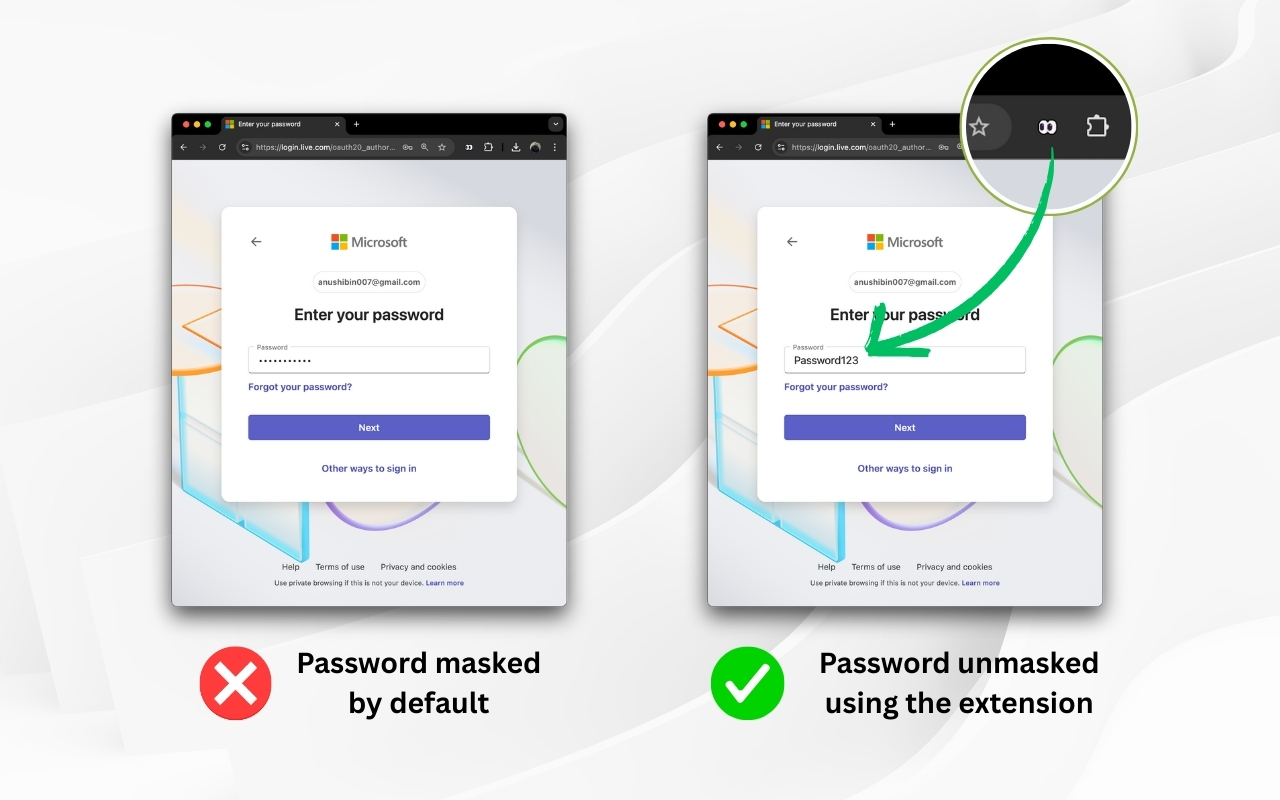 Enter your password
https://login.live.com/oauth20_author...
Microsoft
anushibin007@gmail.com
Enter your password
Password
•••••••••••
Forgot your password?
Next
Other ways to sign in
Help Terms of use Privacy and cookies
Use private browsing if this is not your device. Learn more
Password masked
by default
Enter your password
https://login.live.com/oauth20_author...
Microsoft
anushibin007@gmail.com
Enter your password
Password
Password123
Forgot your password?
Next
Other ways to sign in
Help Terms of use Privacy and cookies
Use private browsing if this is not your device. Learn more
Password unmasked
using the extension